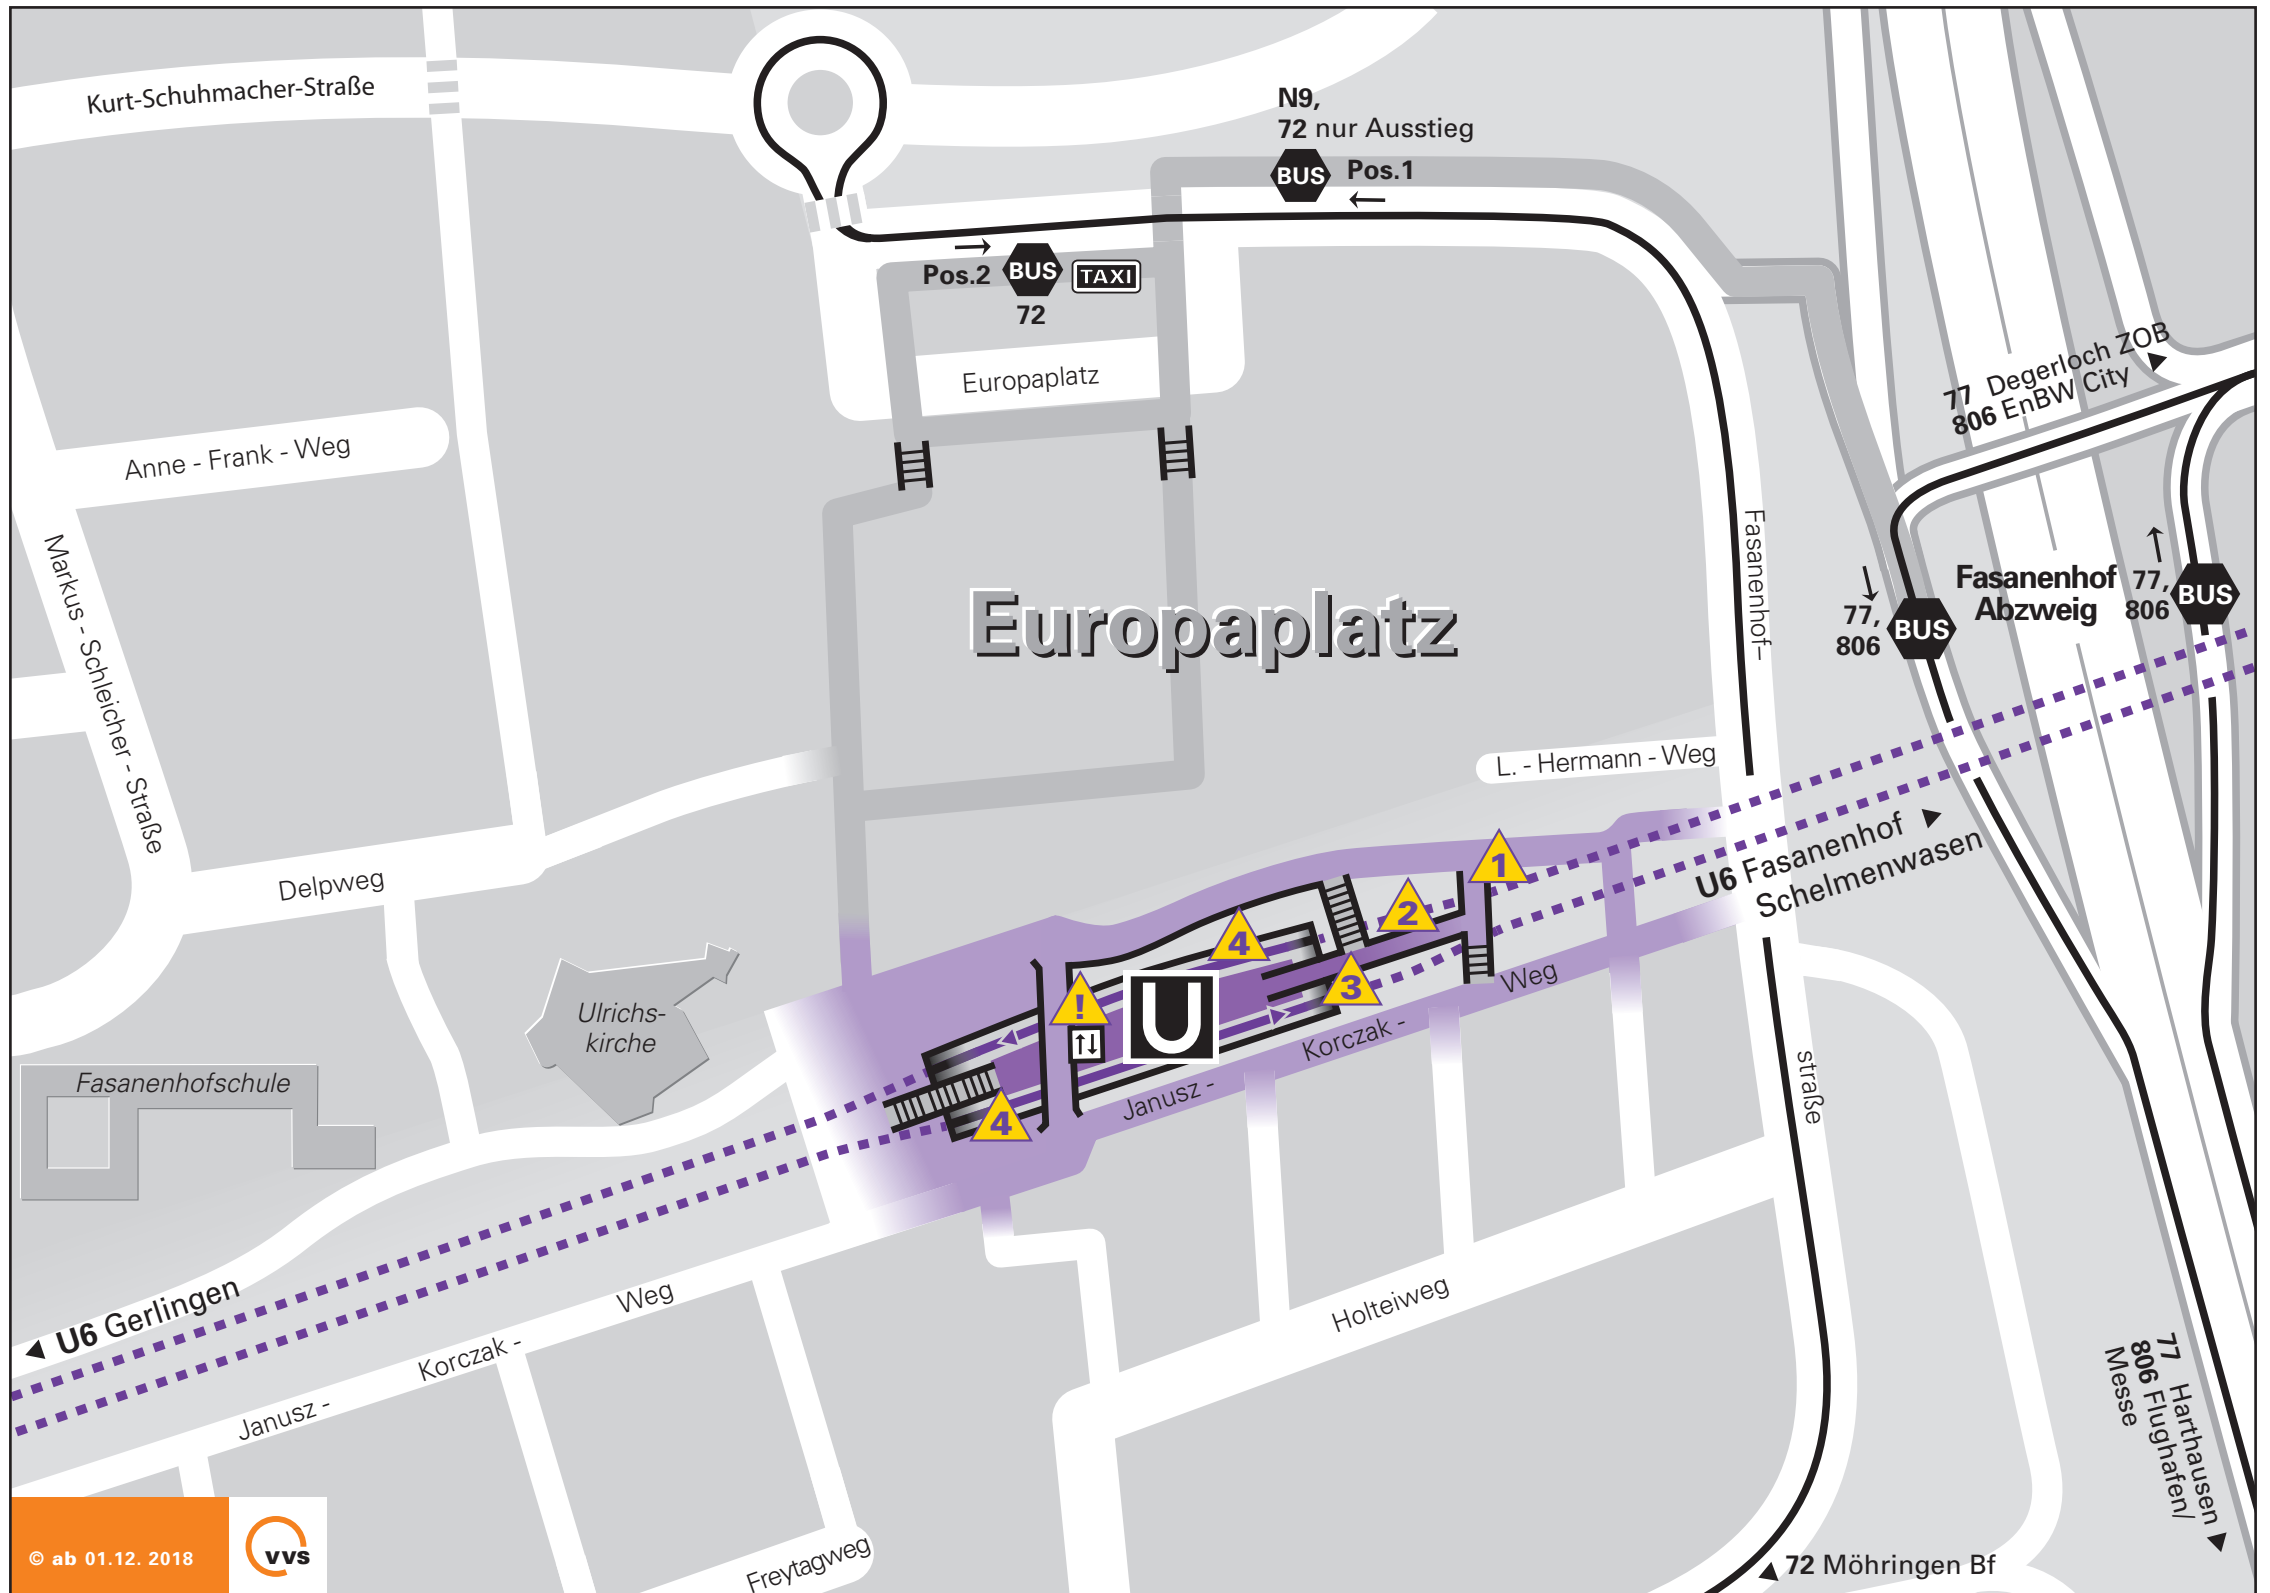 Kurt-Schuhmacher-Straße
N9,
72 nur Ausstieg
BUS Pos.1
←
→
Pos.2 BUS TAXI
72
Europaplatz
77 Degerloch ZOB
806 EnBW City
Anne - Frank - Weg
Markus - Schleicher - Straße
Fasanenhof–
Europaplatz
Fasanenhof
Abzweig
77,
806
BUS
77,
806
BUS
L. - Hermann - Weg
U6 Fasanenhof
Schelmenwasen
Delpweg
1
2
4
3
!
U
4
Ulrichs-
kirche
Fasanenhofschule
Janusz - Korczak - Weg
straße
U6 Gerlingen
Janusz - Korczak - Weg
Holteiweg
77 Harthausen
806 Flughafen/
Messe
Freytagweg
72 Möhringen Bf
© ab 01.12. 2018
vvs